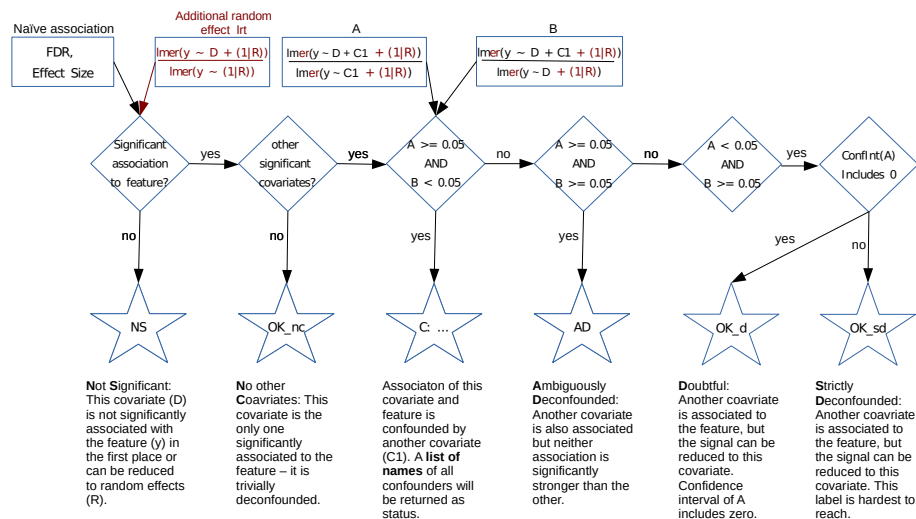 Naïve association
FDR,
Effect Size
Additional random
effect lrt
lmer(y ~ D + (1|R))
lmer(y ~ (1|R))
A
lmer(y ~ D + C1 + (1|R))
lmer(y ~ C1 + (1|R))
B
lmer(y ~ D + C1 + (1|R))
lmer(y ~ D + (1|R))
Significant
association
to feature?
yes
other
significant
covariates?
yes
A >= 0.05
AND
B < 0.05
no
A >= 0.05
AND
B >= 0.05
no
A < 0.05
AND
B >= 0.05
yes
ConfInt(A)
Includes 0
no
no
yes
yes
yes
no
NS
OK_nc
C: ...
AD
OK_d
OK_sd
Not Significant:
This covariate (D)
is not significantly
associated with
the feature (y) in
the first place or
can be reduced
to random effects
(R).
No other
Coavriates: This
covariate is the
only one
significantly
associated to the
feature – it is
trivially
deconfounded.
Associaton of this
covariate and
feature is
confounded by
another covariate
(C1). A list of
names of all
confounders will
be returned as
status.
Ambiguously
Deconfounded:
Another covariate
is also associated
but neither
association is
significantly
stronger than the
other.
Doubtful:
Another coavriate
is associated to
the feature, but
the signal can be
reduced to this
covariate.
Confidence
interval of A
includes zero.
Strictly
Deconfounded:
Another coavriate
is associated to
the feature, but
the signal can be
reduced to this
covariate. This
label is hardest to
reach.